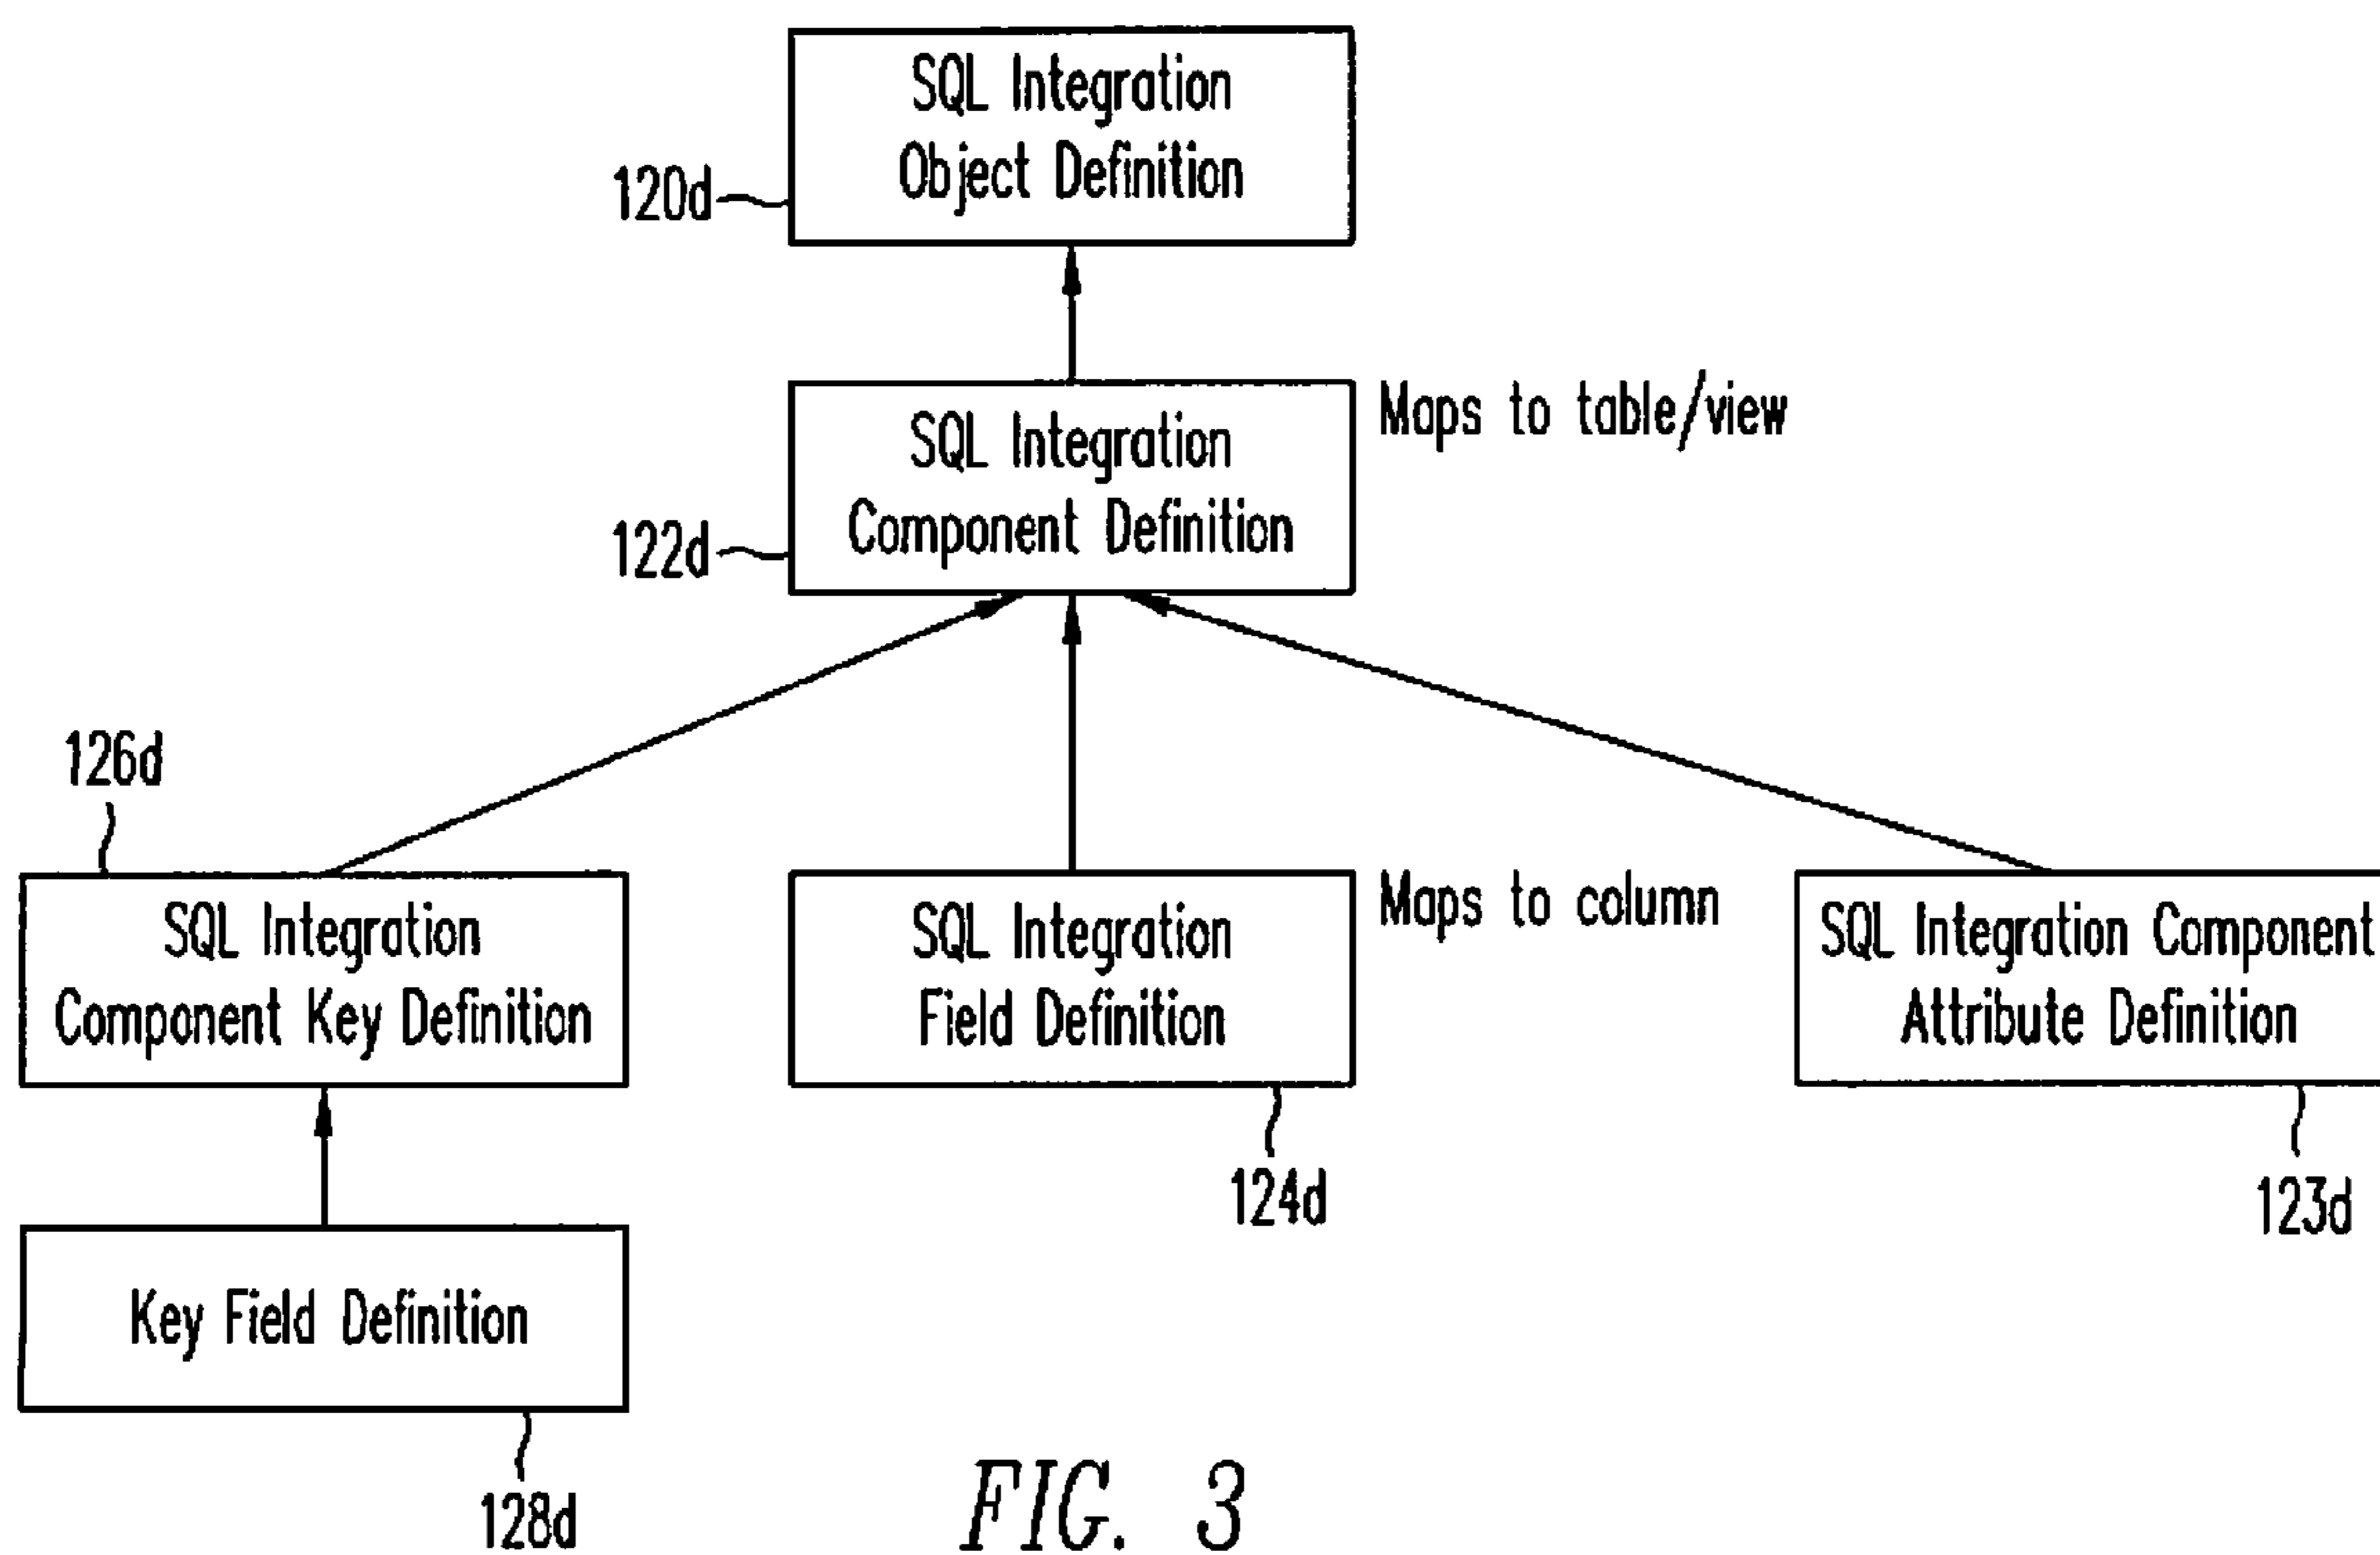 SQL Integration
Object Definition
120d
SQL Integration
Component Definition
Maps to table/view
122d
126d
SQL Integration
Component Key Definition
SQL Integration
Field Definition
Maps to column
SQL Integration Component
Attribute Definition
124d
123d
Key Field Definition
128d
FIG. 3